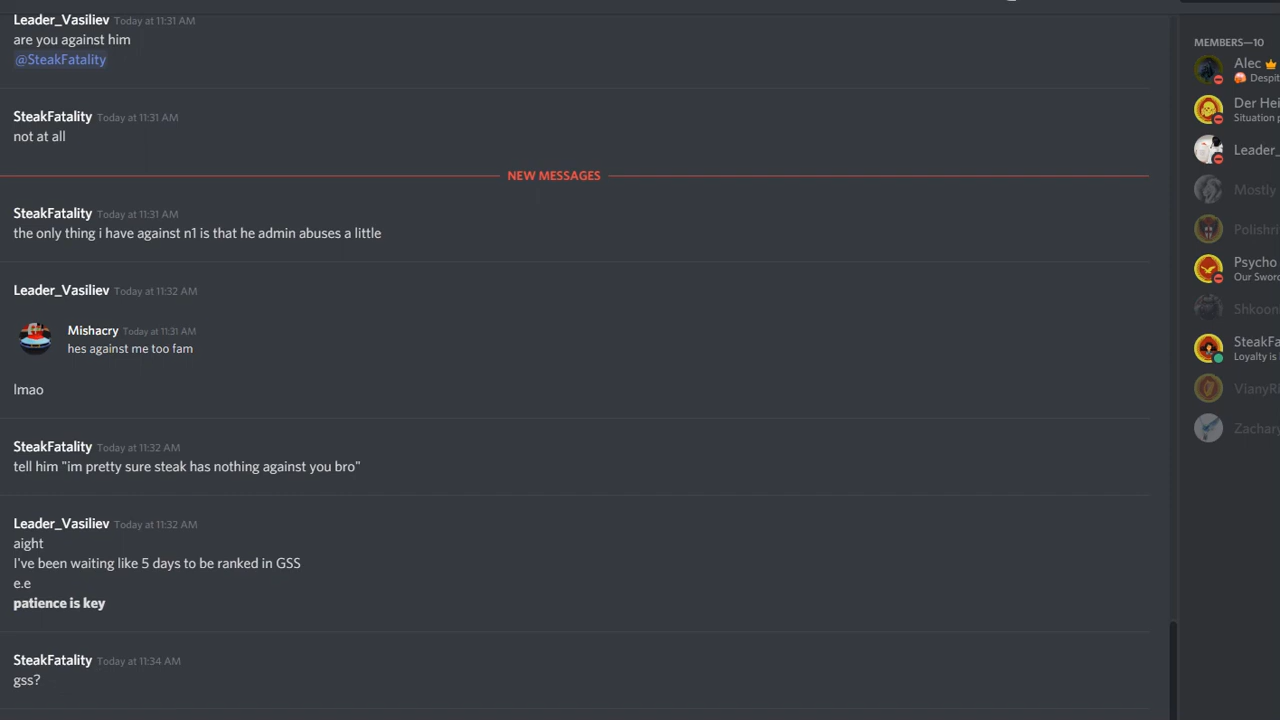 Leader_Vasiliev Today at 11:31 AM
are you against him
@SteakFatality
SteakFatality Today at 11:31 AM
not at all
NEW MESSAGES
SteakFatality Today at 11:31 AM
the only thing i have against n1 is that he admin abuses a little
Leader_Vasiliev Today at 11:32 AM
Mishacry Today at 11:31 AM
hes against me too fam
lmao
SteakFatality Today at 11:32 AM
tell him "im pretty sure steak has nothing against you bro"
Leader_Vasiliev Today at 11:32 AM
aight
I've been waiting like 5 days to be ranked in GSS
e.e
patience is key
SteakFatality Today at 11:34 AM
gss?
MEMBERS—10
Alec
Despit
Der Hei
Situation p
Leader_
Mostly
Polishri
Psycho
Our Sword
Shkoon
SteakFa
Loyalty is
VianyRi
Zachary